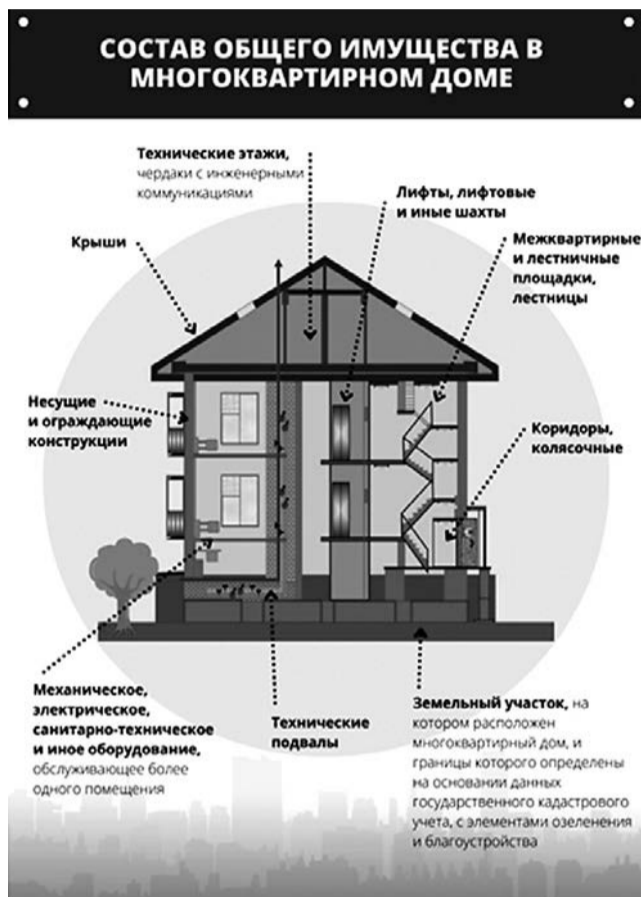 СОСТАВ ОБЩЕГО ИМУЩЕСТВА В
МНОГОКВАРТИРНОМ ДОМЕ
Технические этажи,
чердаки с инженерными
коммуникациями
Лифты, лифтовые
и иные шахты
Крыши
Межквартирные
и лестничные
площадки,
лестницы
Несущие
и ограждающие
конструкции
Коридоры,
колясочные
Механическое,
электрическое,
санитарно-техническое
и иное оборудование,
обслуживающее более
одного помещения
Технические
подвалы
Земельный участок, на
котором расположен
многоквартирный дом, и
границы которого определены
на основании данных
государственного кадастрового
учета, с элементами озеленения
и благоустройства